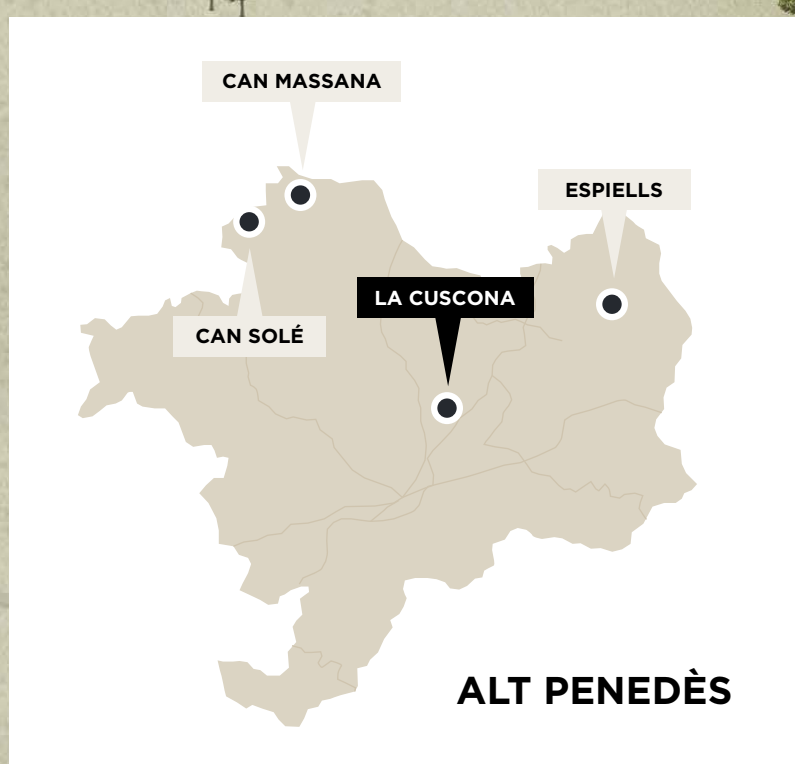 CAN MASSANA
ESPIELLS
LA CUSCONA
CAN SOLÉ
ALT PENEDÈS